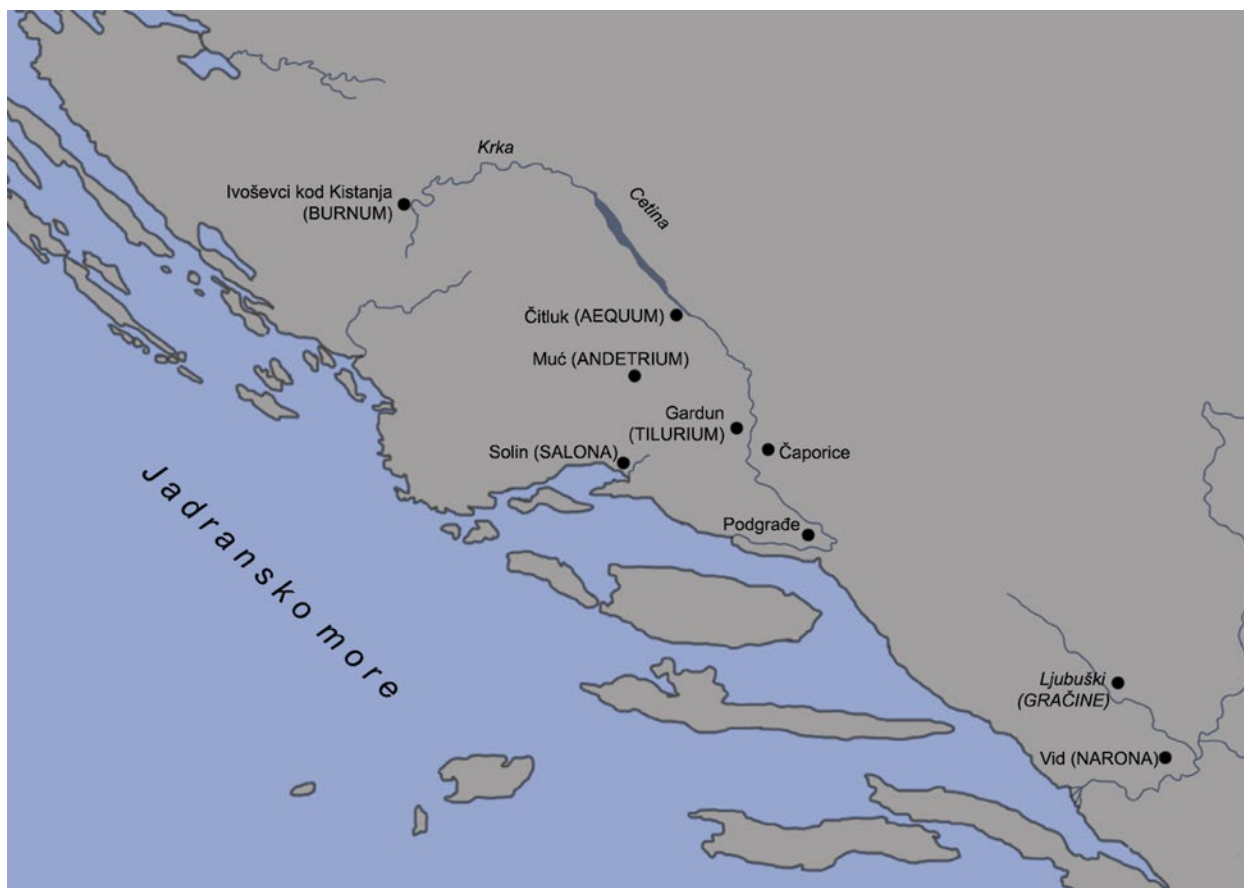 Krka
Cetina
Ivoševci kod Kistanja
(BURNUM)
Čitluk (AEQUUM)
Muć (ANDETRIUM)
Gardun
(TILURIUM)
Čaporice
Solin (SALONA)
Podgrađe
Jadransko more
Ljubuški
(GRAČINE)
Vid (NARONA)